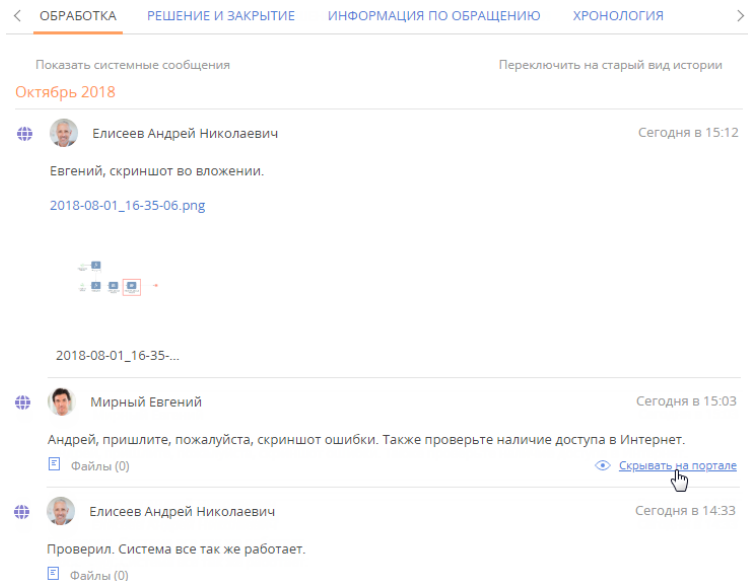 ОБРАБОТКА РЕШЕНИЕ И ЗАКРЫТИЕ ИНФОРМАЦИЯ ПО ОБРАЩЕНИЮ ХРОНОЛОГИЯ
Показать системные сообщения Переключить на старый вид истории
Октябрь 2018
Елисеев Андрей Николаевич Сегодня в 15:12
Евгений, скриншот во вложении.
2018-08-01_16-35-06.png
2018-08-01_16-35-...
Мирный Евгений Сегодня в 15:03
Андрей, пришлите, пожалуйста, скриншот ошибки. Также проверьте наличие доступа в Интернет.
Файлы (0) Скрывать на портале
Елисеев Андрей Николаевич Сегодня в 14:33
Проверил. Система все так же работает.
Файлы (0)